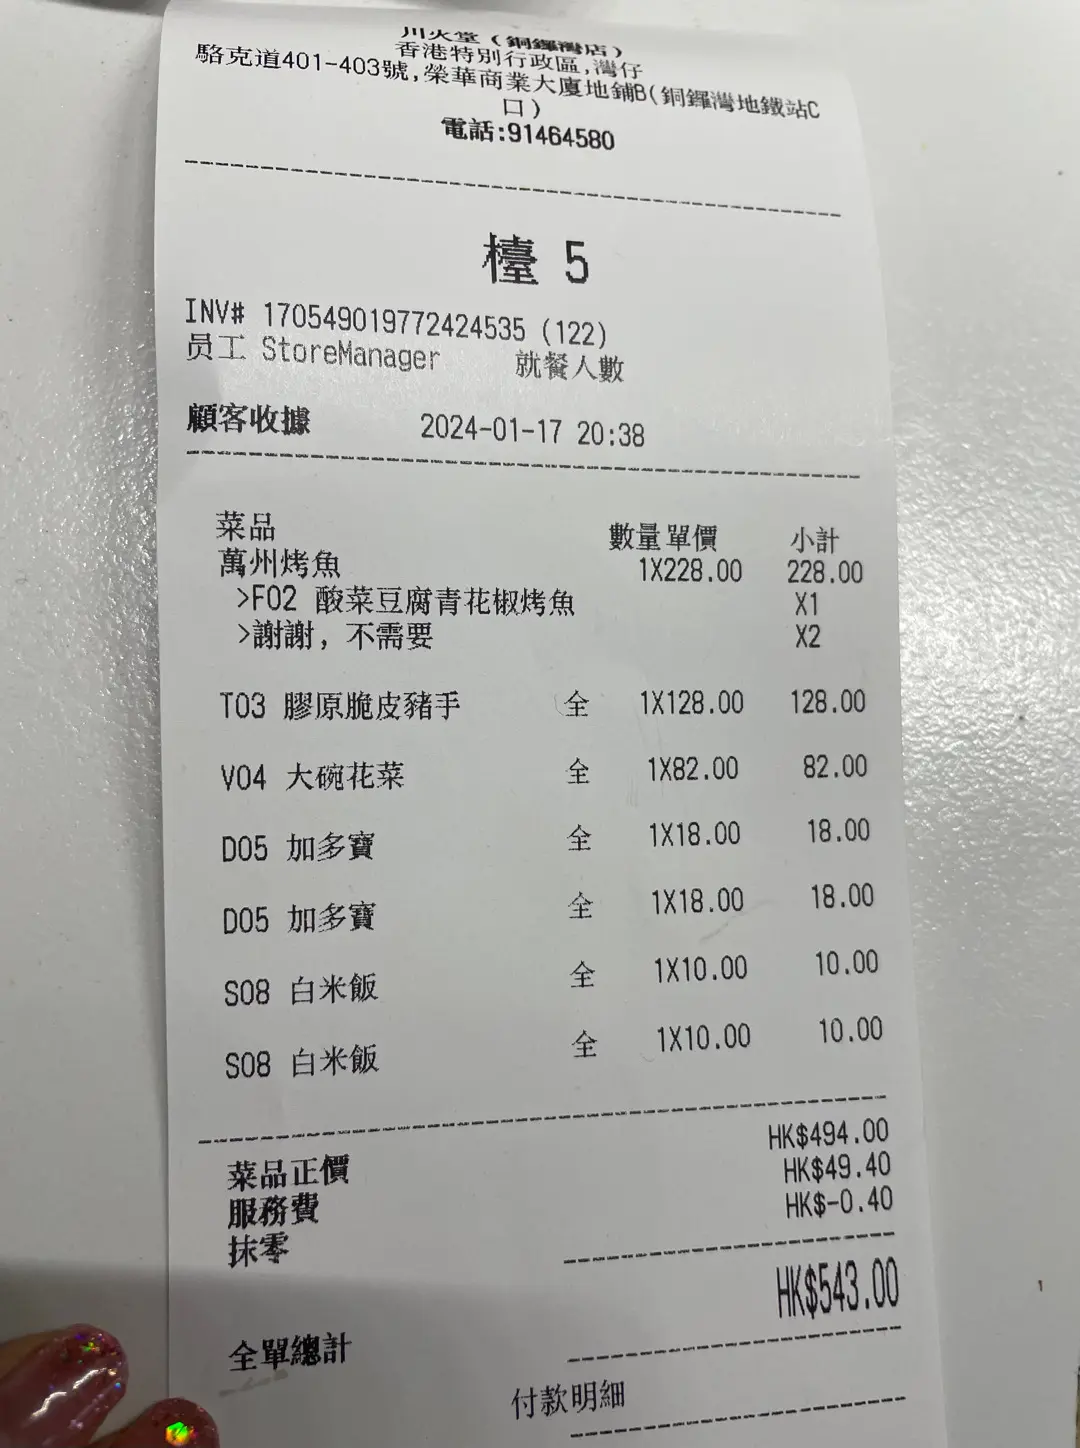 川火堂（銅鑼灣店）
香港特別行政區,灣仔
駱克道401-403號,榮華商業大廈地鋪B(銅鑼灣地鐵站C
口)
電話:91464580
檯 5
INV# 170549019772424535 (122)
员工 StoreManager 就餐人數
顧客收據 2024-01-17 20:38
菜品 數量單價 小計
萬州烤魚 1X228.00 228.00
>F02 酸菜豆腐青花椒烤魚 X1
>謝謝, 不需要 X2
T03 膠原脆皮豬手 全 1X128.00 128.00
V04 大碗花菜 全 1X82.00 82.00
D05 加多寶 全 1X18.00 18.00
D05 加多寶 全 1X18.00 18.00
S08 白米飯 全 1X10.00 10.00
S08 白米飯 全 1X10.00 10.00
菜品正價 HK$494.00
服務費 HK$49.40
抹零 HK$-0.40
全單總計 HK$543.00
付款明細